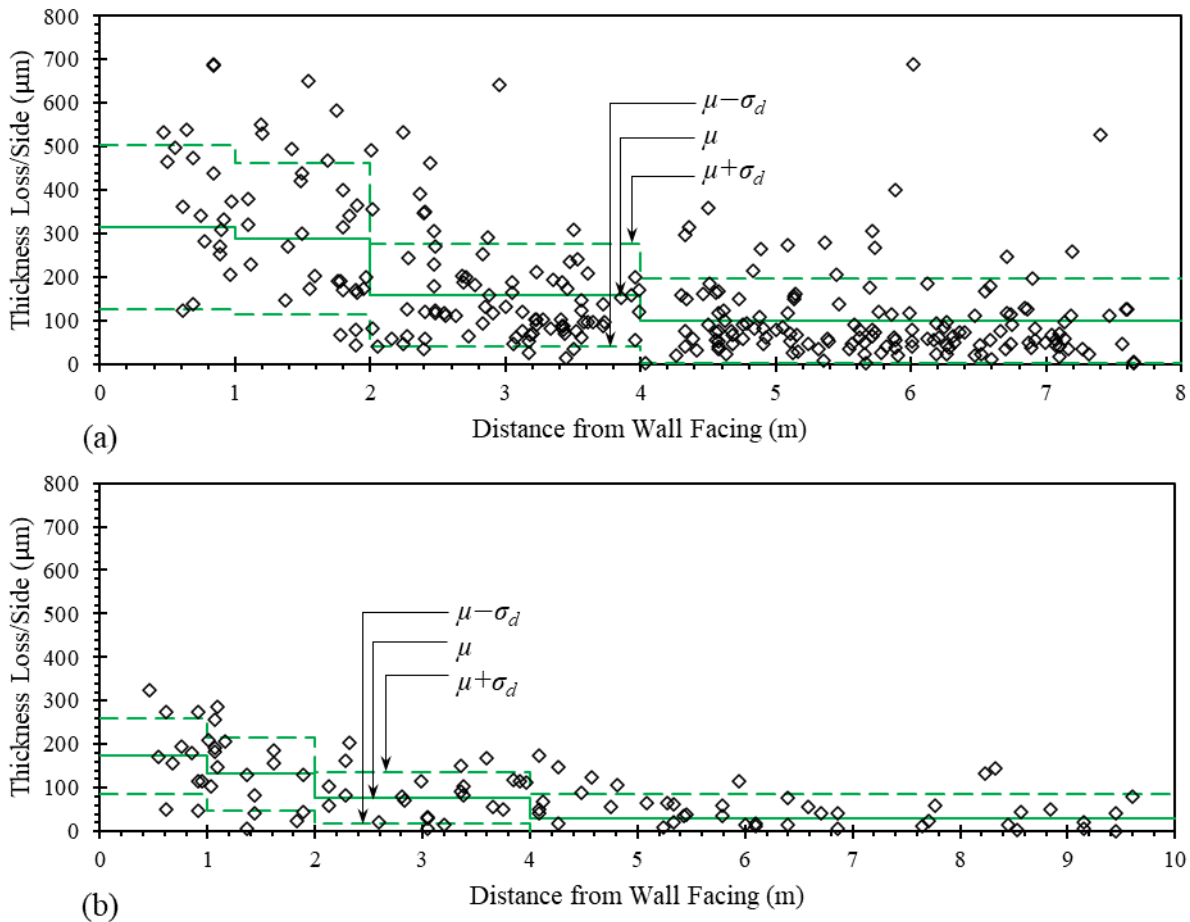 800
700
600
500
400
300
200
100
0
Thickness Loss/Side (μm)
μ−σd
μ
μ+σd
0 1 2 3 4 5 6 7 8
Distance from Wall Facing (m)
(a)
800
700
600
500
400
300
200
100
0
Thickness Loss/Side (μm)
μ−σd
μ
μ+σd
0 1 2 3 4 5 6 7 8 9 10
Distance from Wall Facing (m)
(b)